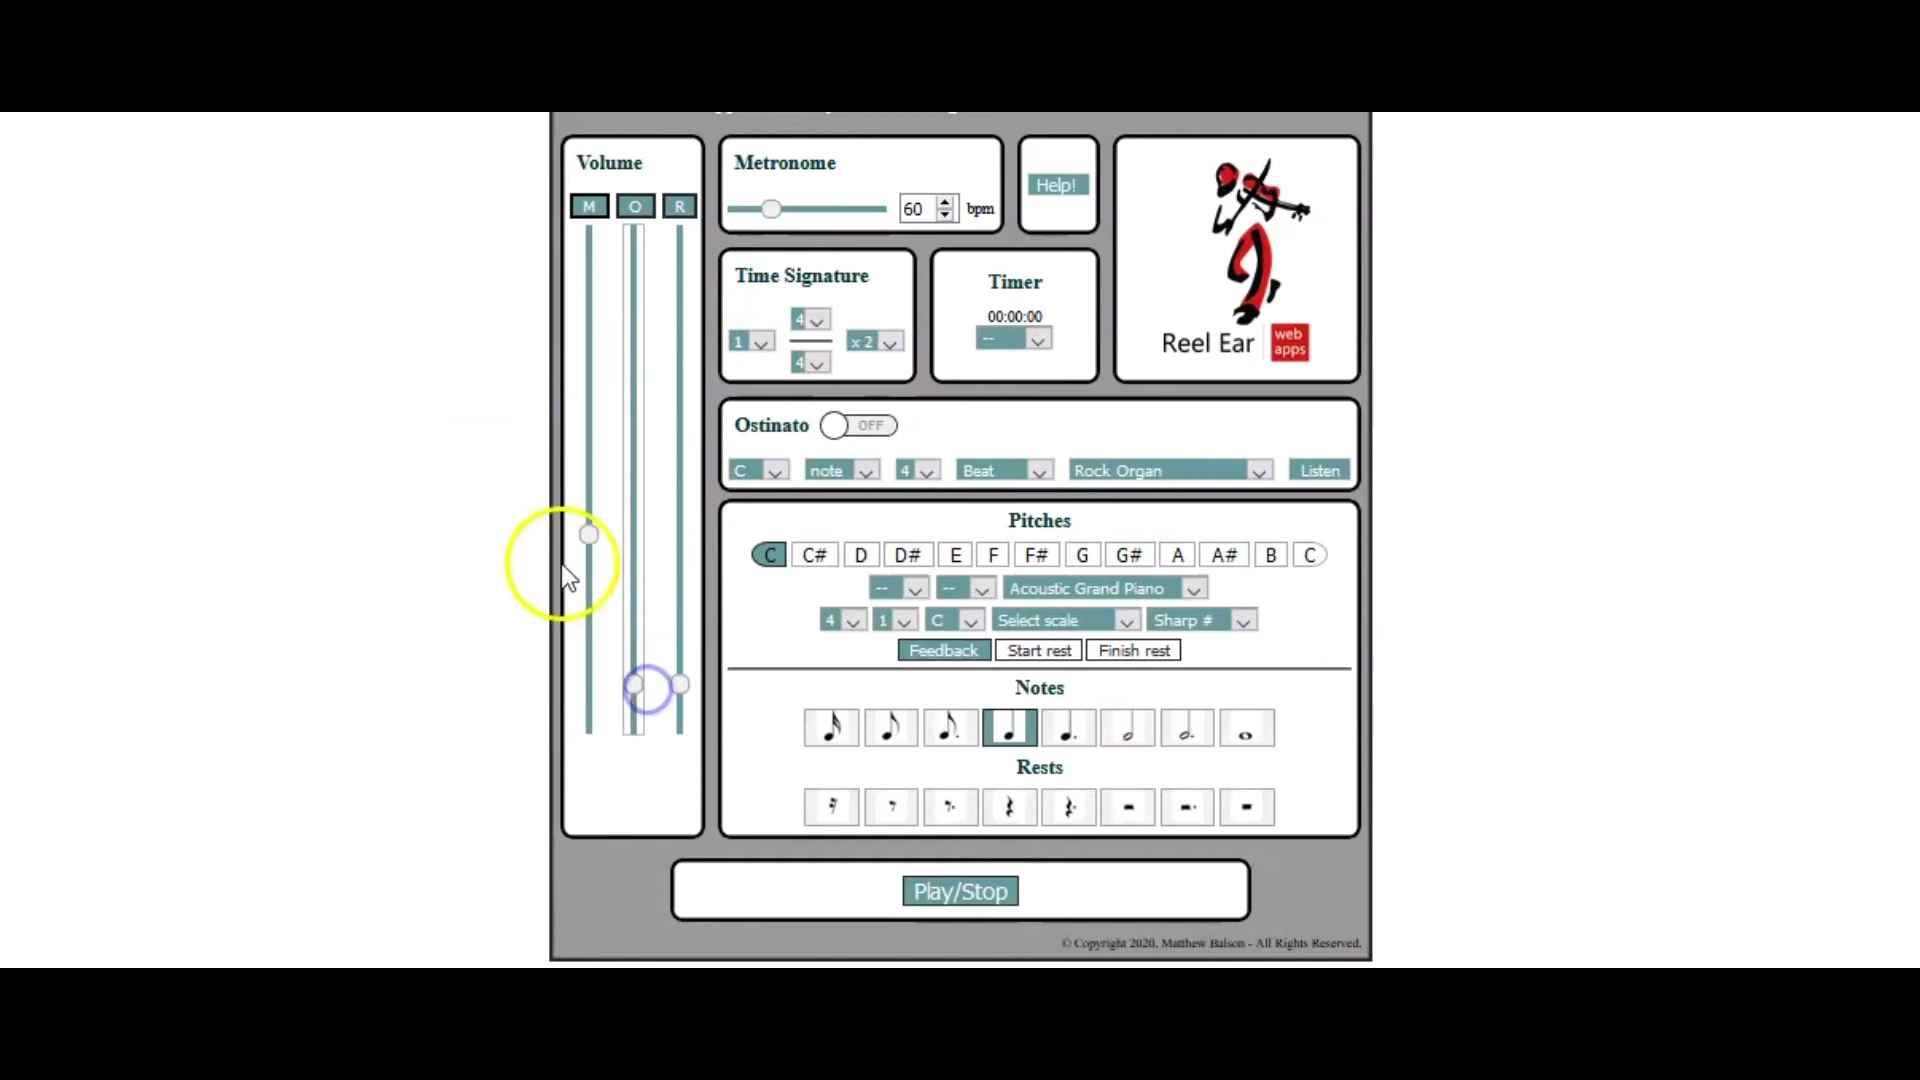 Volume
M O R
Metronome
60 bpm
Help!
Time Signature
1 4 4 x 2
Timer
00:00:00
--
Reel Ear web apps
Ostinato OFF
C note 4 Beat Rock Organ Listen
Pitches
C C# D D# E F F# G G# A A# B C
-- -- Acoustic Grand Piano
4 1 C Select scale Sharp #
Feedback Start rest Finish rest
Notes
Rests
Play/Stop
© Copyright 2020, Matthew Balson - All Rights Reserved.